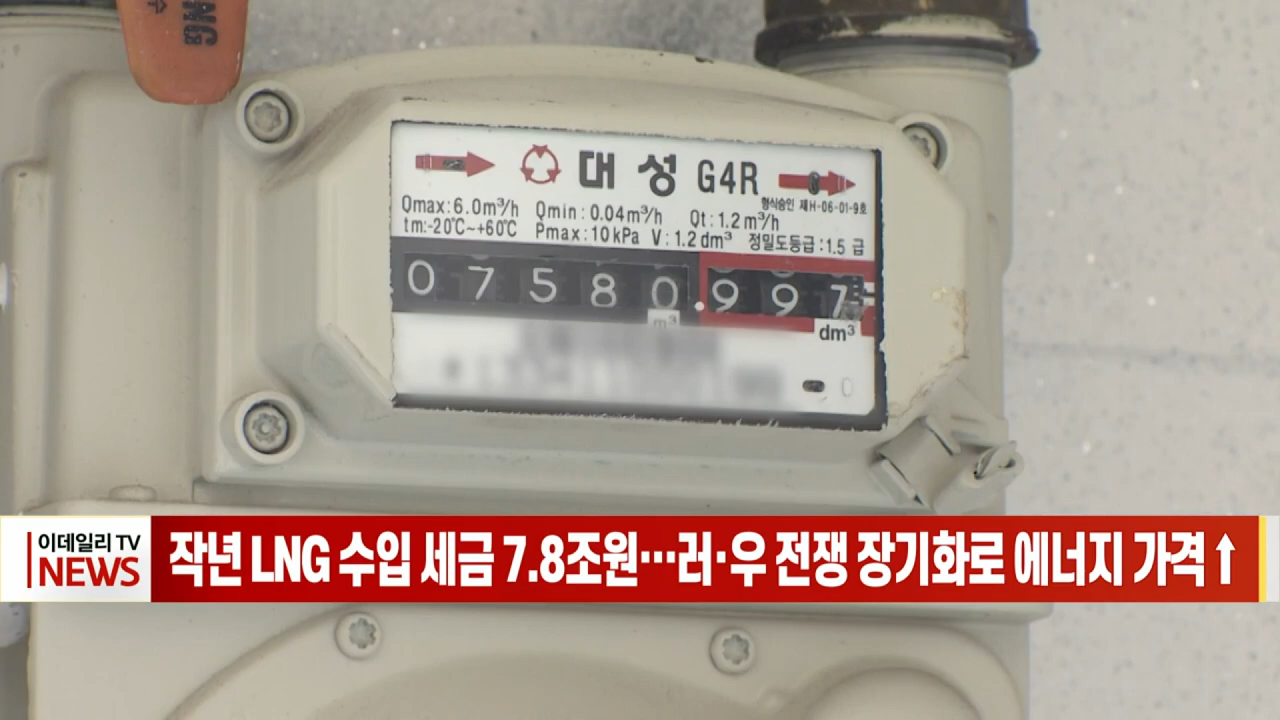 LNG
수
대성 G4R
형식승인 제H-06-01-9호
Qmax:6.0m³/h Qmin:0.04m³/h Qt:1.2m³/h
tm:-20℃~+60℃ Pmax:10kPa V:1.2dm³ 정밀도등급:1.5 급
07580.997
m³
dm³
이데일리 TV
NEWS
작년 LNG 수입 세금 7.8조원…러·우 전쟁 장기화로 에너지 가격↑